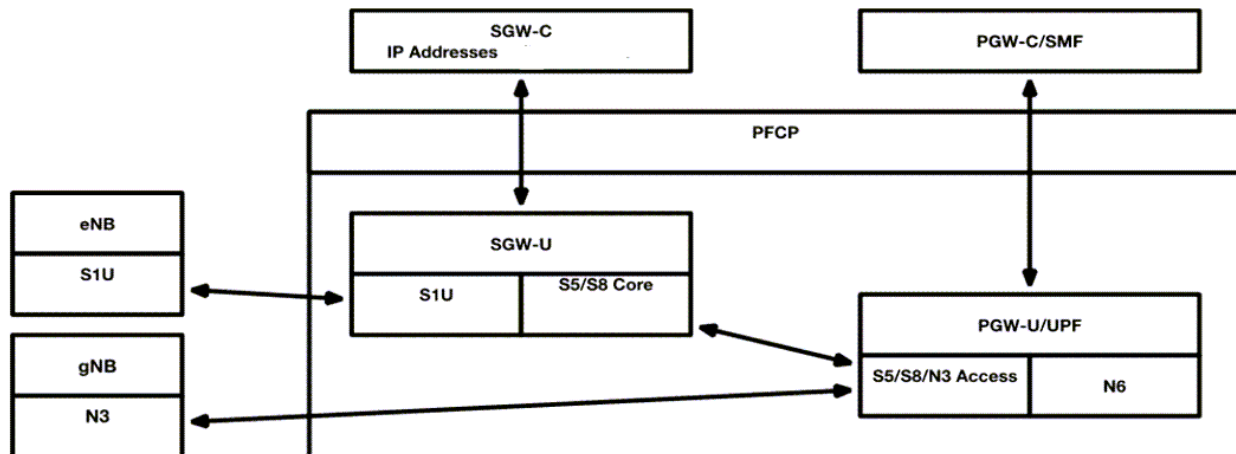 SGW-C
IP Addresses
PGW-C/SMF
PFCP
eNB
S1U
SGW-U
S1U
S5/S8 Core
gNB
N3
PGW-U/UPF
S5/S8/N3 Access
N6